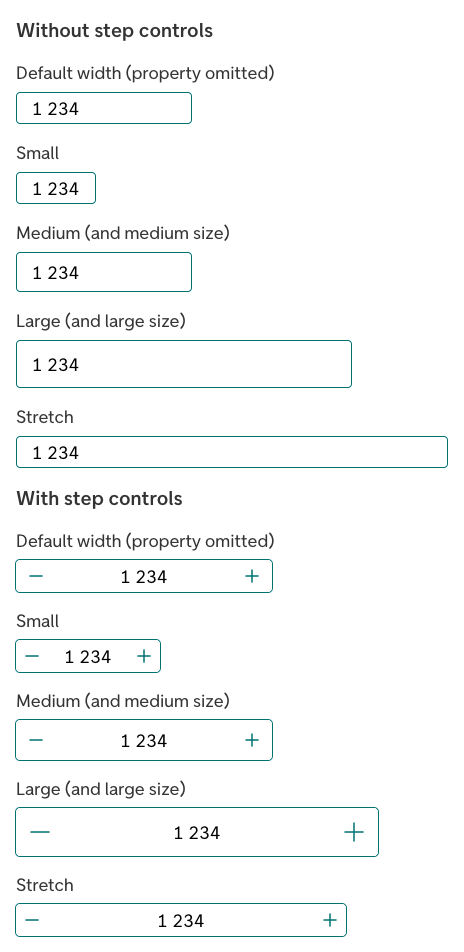 Without step controls
Default width (property omitted)
1 234
Small
1 234
Medium (and medium size)
1 234
Large (and large size)
1 234
Stretch
1 234
With step controls
Default width (property omitted)
− 1 234 +
Small
− 1 234 +
Medium (and medium size)
− 1 234 +
Large (and large size)
− 1 234 +
Stretch
− 1 234 +